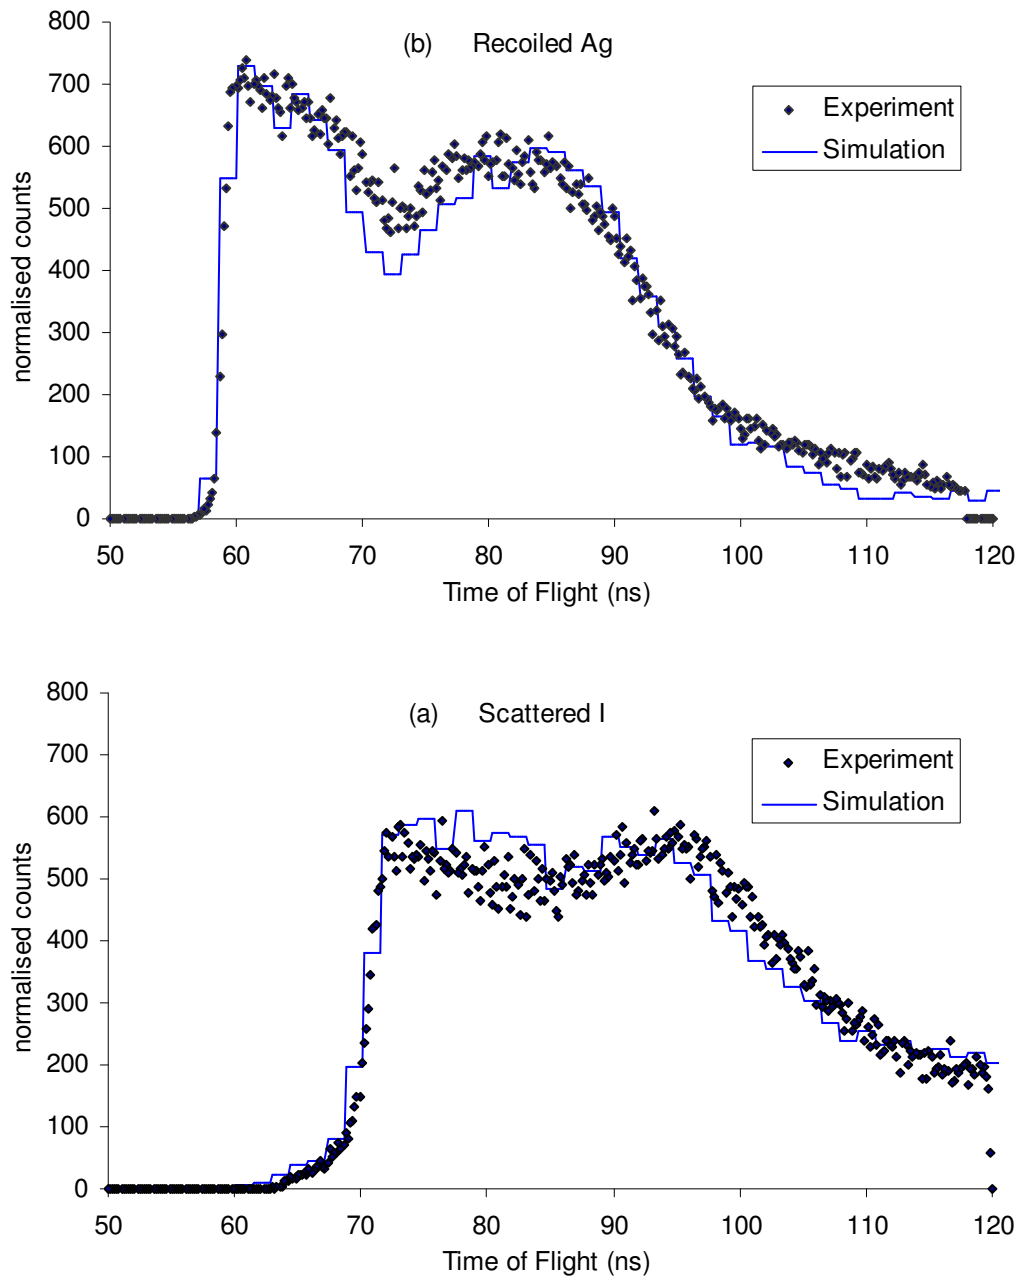 800
(b) Recoiled Ag
700
Experiment
600
Simulation
500
400
300
200
100
0
normalised counts
50 60 70 80 90 100 110 120
Time of Flight (ns)
800
(a) Scattered I
700
Experiment
600
Simulation
500
400
300
200
100
0
normalised counts
50 60 70 80 90 100 110 120
Time of Flight (ns)